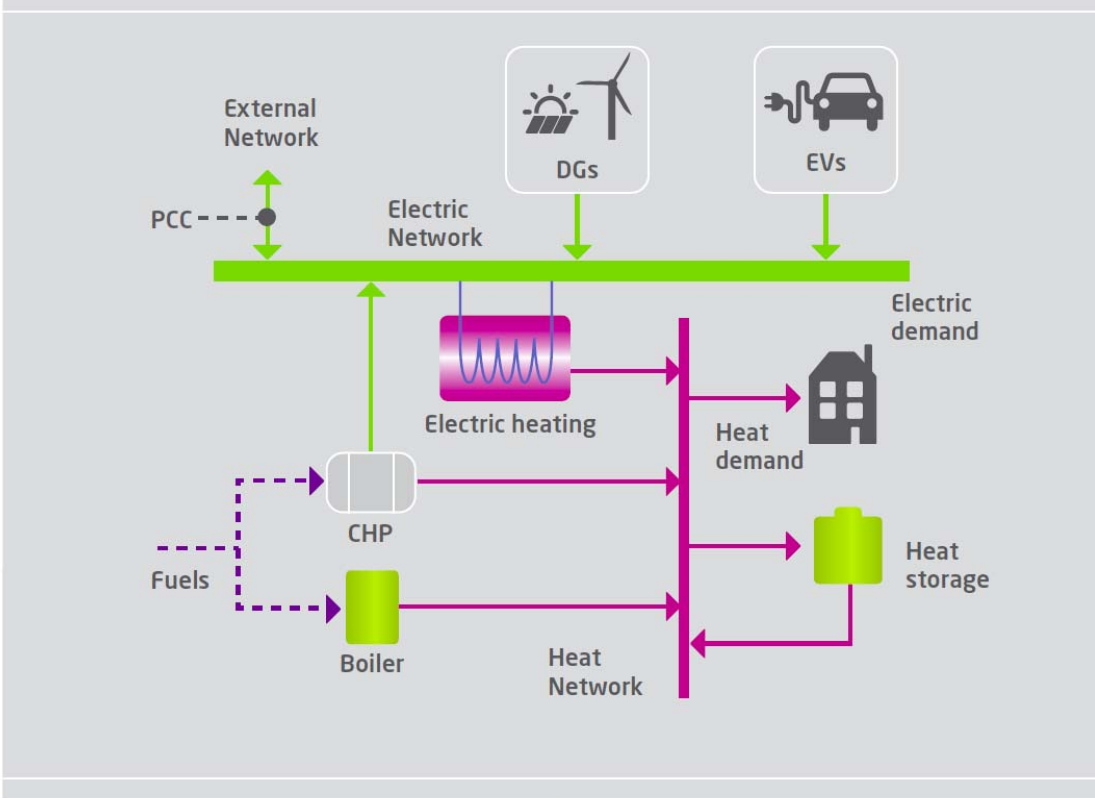 External
Network
DGs
EVs
PCC
Electric
Network
Electric
demand
Electric heating
Heat
demand
CHP
Fuels
Heat
storage
Boiler
Heat
Network